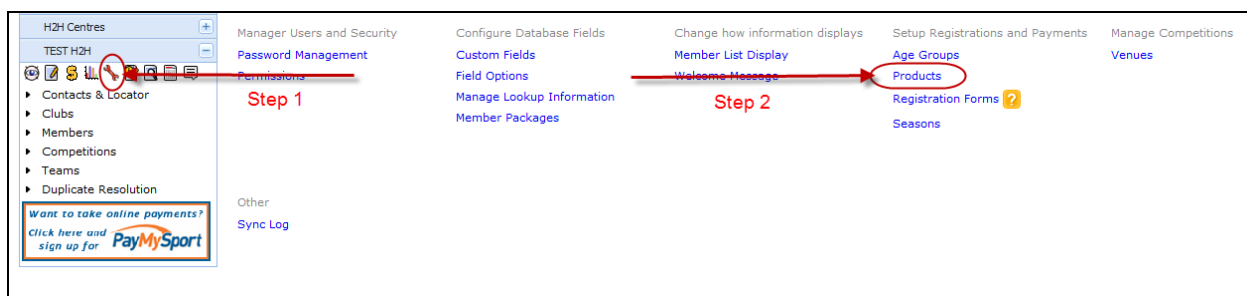 H2H Centres
TEST H2H
Contacts & Locator
Clubs
Members
Competitions
Teams
Duplicate Resolution
Want to take online payments?
Click here and
sign up for PayMySport
Manager Users and Security
Password Management
Permissions
Step 1
Configure Database Fields
Custom Fields
Field Options
Manage Lookup Information
Member Packages
Change how information displays
Member List Display
Welcome Message
Step 2
Setup Registrations and Payments
Age Groups
Products
Registration Forms ?
Seasons
Manage Competitions
Venues
Other
Sync Log